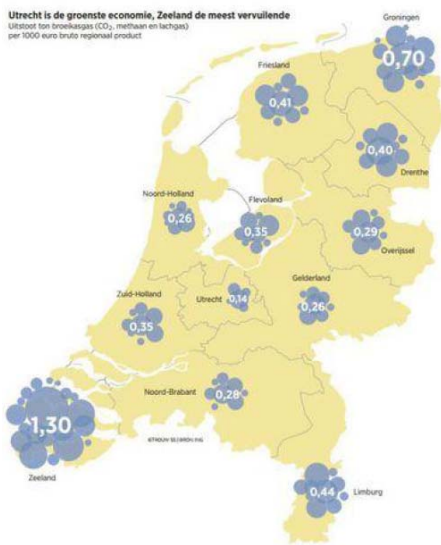 Utrecht is de groenste economie, Zeeland de meest vervuilende
Uitstoot ton broeikasgas (CO₂, methaan en lachgas)
per 1000 euro bruto regionaal product
Groningen
0,70
Friesland
0,41
0,40
Drenthe
Noord-Holland
0,26
Flevoland
0,35
0,29
Overijssel
Gelderland
0,26
Utrecht
0,14
Zuid-Holland
0,35
Noord-Brabant
0,28
1,30
Zeeland
0,44
Limburg